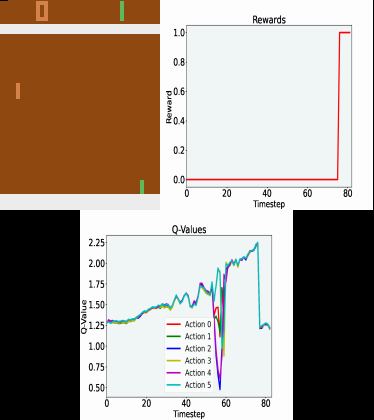 0
Rewards
1.0
0.8
0.6
0.4
0.2
0.0
Reward
0 20 40 60 80
Timestep
Q-Values
2.25
2.00
1.75
1.50
1.25
1.00
0.75
0.50
Q-Value
Action 0
Action 1
Action 2
Action 3
Action 4
Action 5
0 20 40 60 80
Timestep